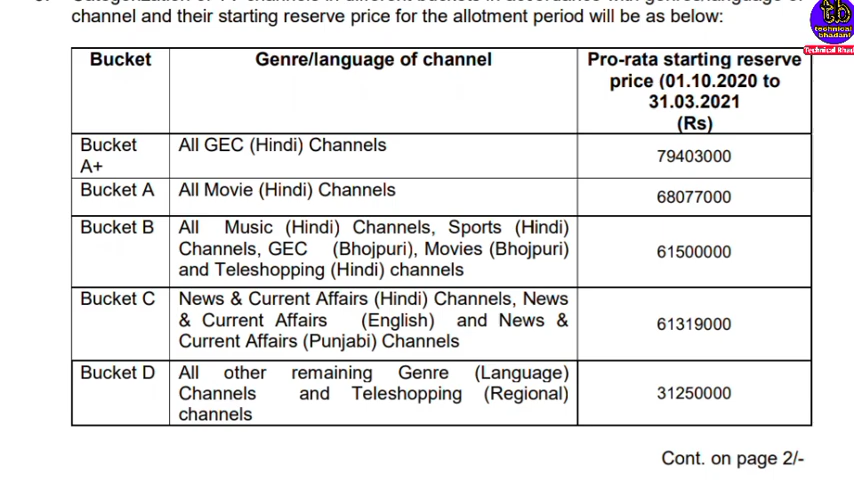 channel and their starting reserve price for the allotment period will be as below:
tb
technical
bhadani
Technical Bhad
Bucket
Genre/language of channel
Pro-rata starting reserve
price (01.10.2020 to
31.03.2021
(Rs)
Bucket
A+
All GEC (Hindi) Channels
79403000
Bucket A
All Movie (Hindi) Channels
68077000
Bucket B
All Music (Hindi) Channels, Sports (Hindi)
Channels, GEC (Bhojpuri), Movies (Bhojpuri)
and Teleshopping (Hindi) channels
61500000
Bucket C
News & Current Affairs (Hindi) Channels, News
& Current Affairs (English) and News &
Current Affairs (Punjabi) Channels
61319000
Bucket D
All other remaining Genre (Language)
Channels and Teleshopping (Regional)
channels
31250000
Cont. on page 2/-